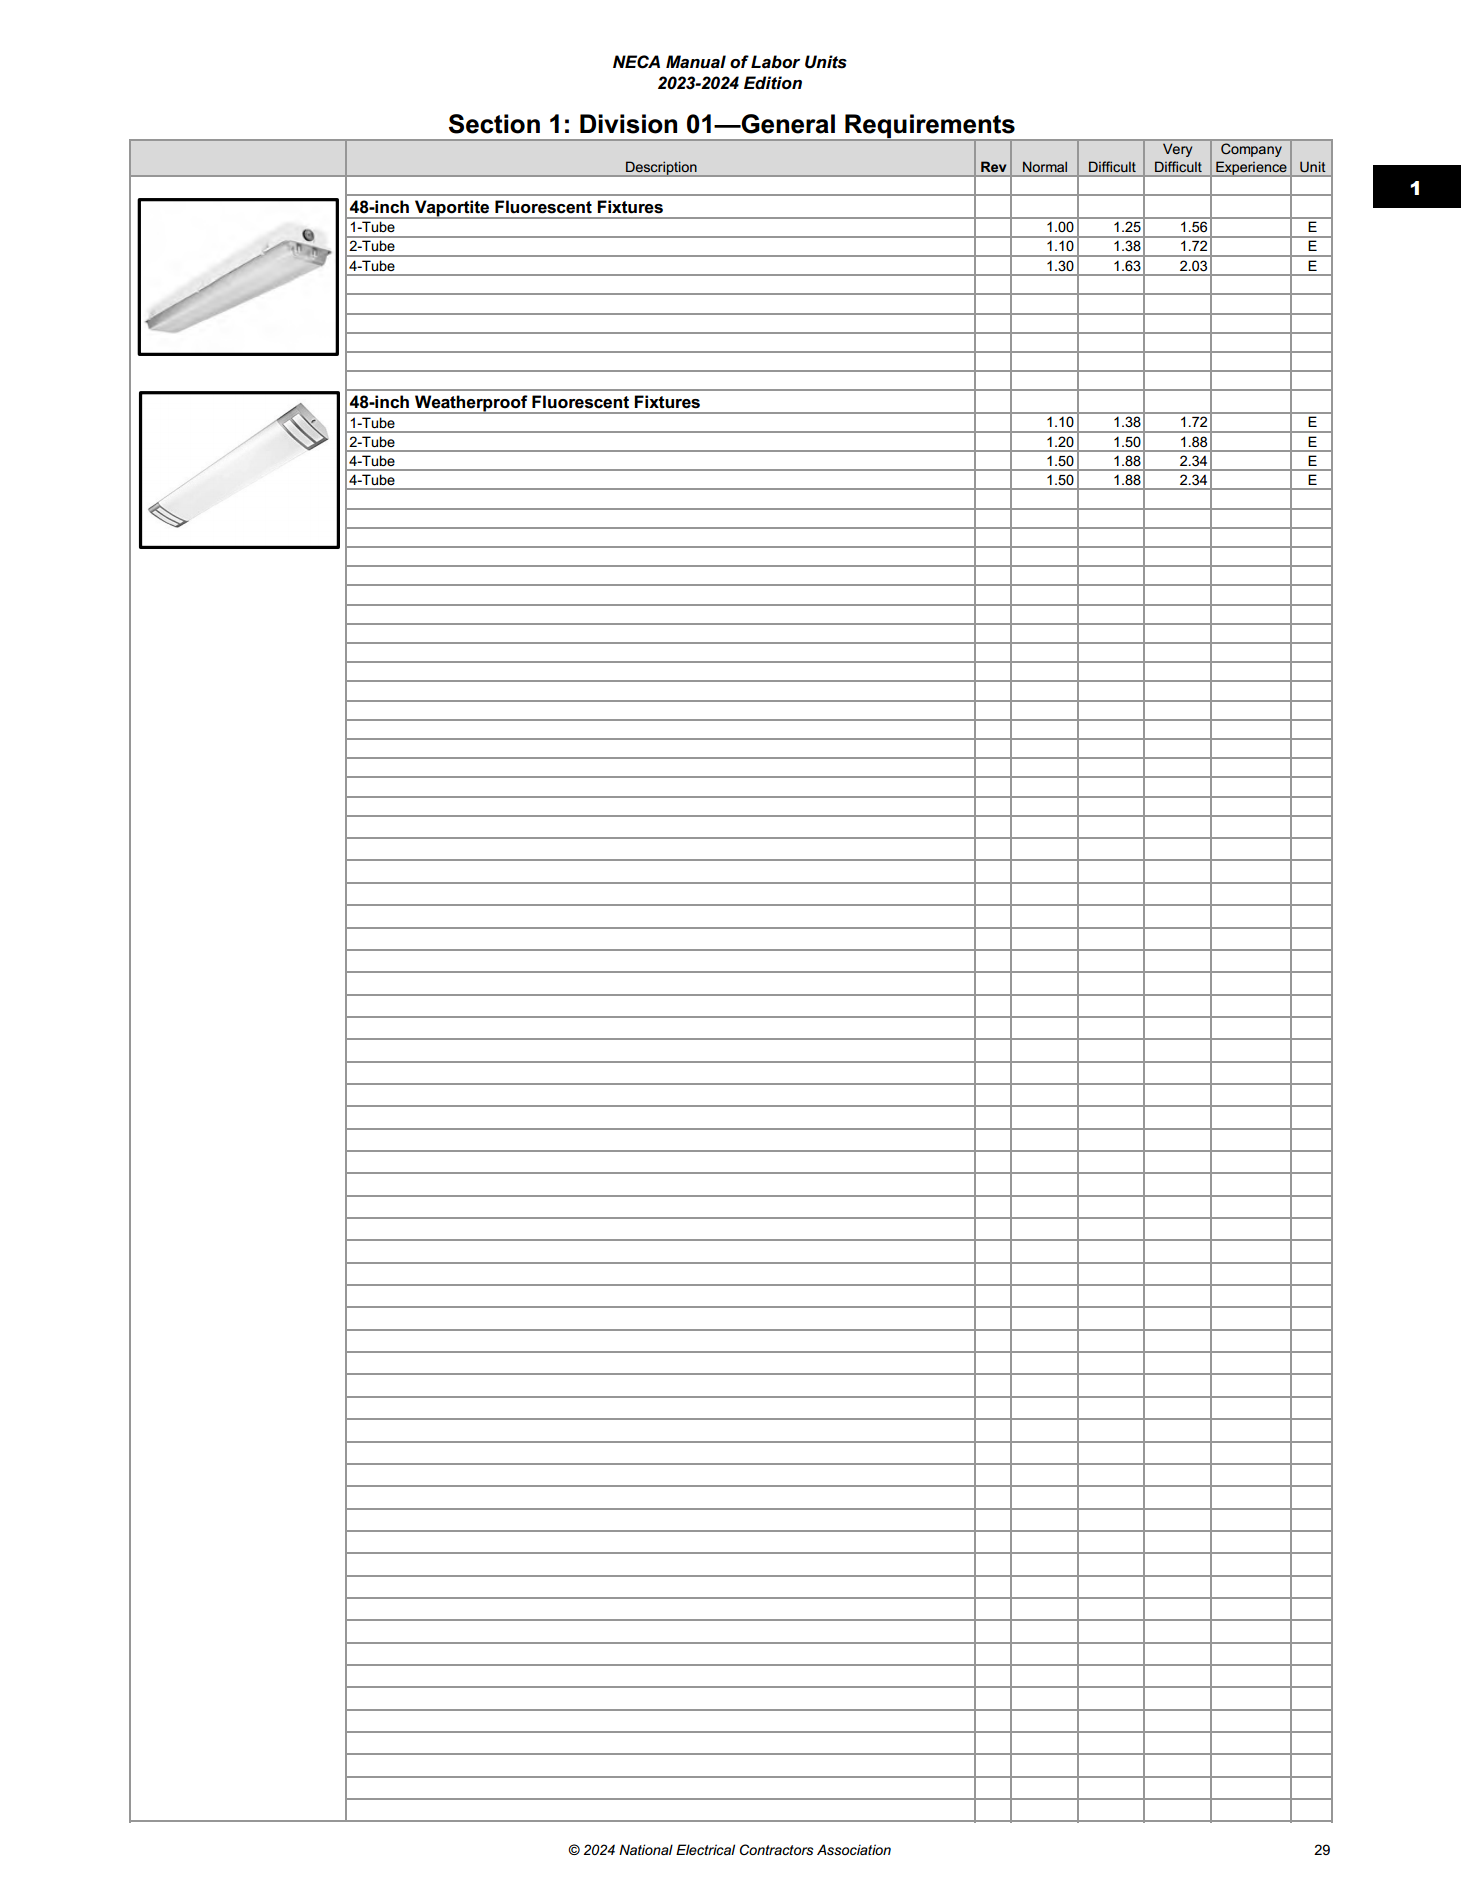 NECA Manual of Labor Units
2023-2024 Edition
Section 1: Division 01—General Requirements
Description Rev Normal Difficult Very Difficult Company Experience Unit
1
48-inch Vaportite Fluorescent Fixtures
1-Tube 1.00 1.25 1.56 E
2-Tube 1.10 1.38 1.72 E
4-Tube 1.30 1.63 2.03 E
48-inch Weatherproof Fluorescent Fixtures
1-Tube 1.10 1.38 1.72 E
2-Tube 1.20 1.50 1.88 E
4-Tube 1.50 1.88 2.34 E
4-Tube 1.50 1.88 2.34 E
© 2024 National Electrical Contractors Association 29